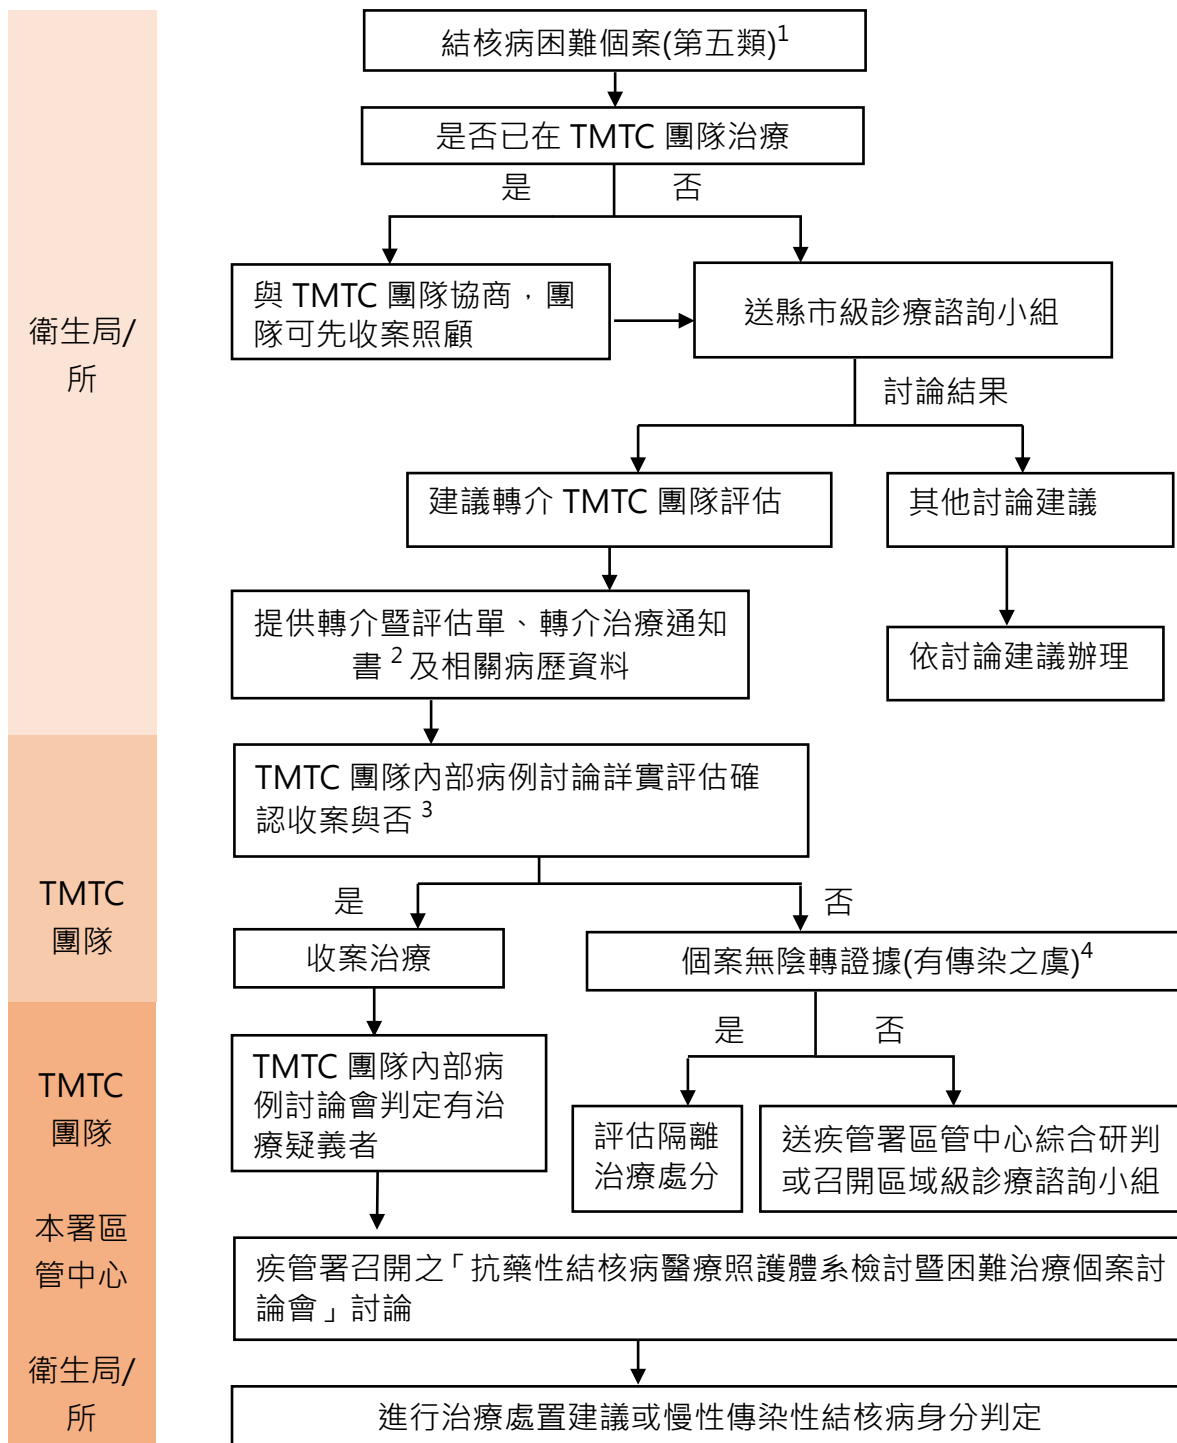 結核病困難個案(第五類)1
是否已在 TMTC 團隊治療
是
否
與 TMTC 團隊協商，團
隊可先收案照顧
送縣市級診療諮詢小組
衛生局/
所
討論結果
建議轉介 TMTC 團隊評估
其他討論建議
提供轉介暨評估單、轉介治療通知
書 2 及相關病歷資料
依討論建議辦理
TMTC 團隊內部病例討論詳實評估確
認收案與否 3
TMTC
團隊
是
否
收案治療
個案無陰轉證據(有傳染之虞)4
是
否
TMTC 團隊內部病
例討論會判定有治
療疑義者
TMTC
團隊
評估隔離
治療處分
送疾管署區管中心綜合研判
或召開區域級診療諮詢小組
本署區
管中心
疾管署召開之「抗藥性結核病醫療照護體系檢討暨困難治療個案討
論會」討論
衛生局/
所
進行治療處置建議或慢性傳染性結核病身分判定